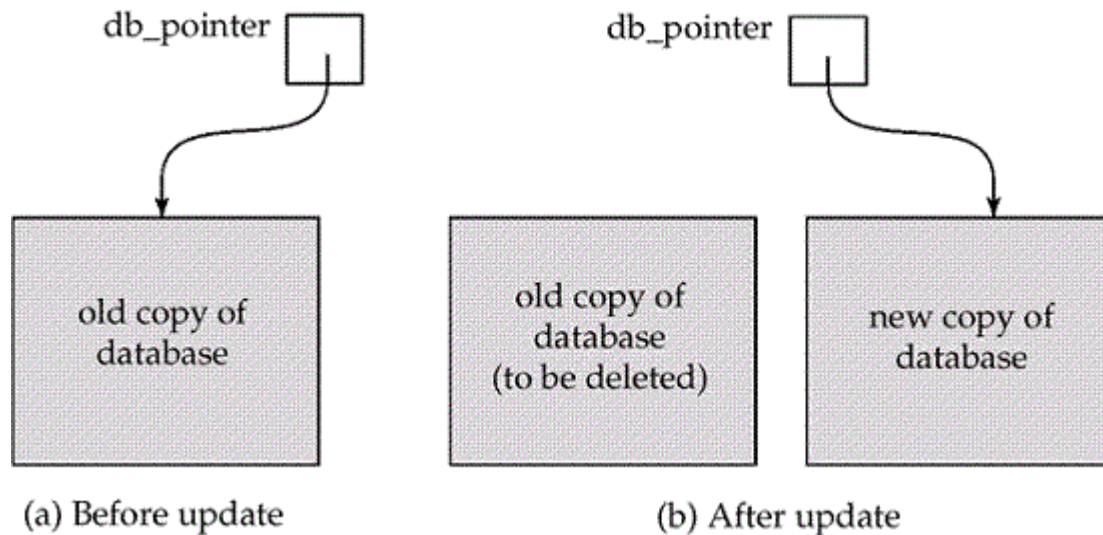 db_pointer
db_pointer
old copy of
database
old copy of
database
(to be deleted)
new copy of
database
(a) Before update
(b) After update